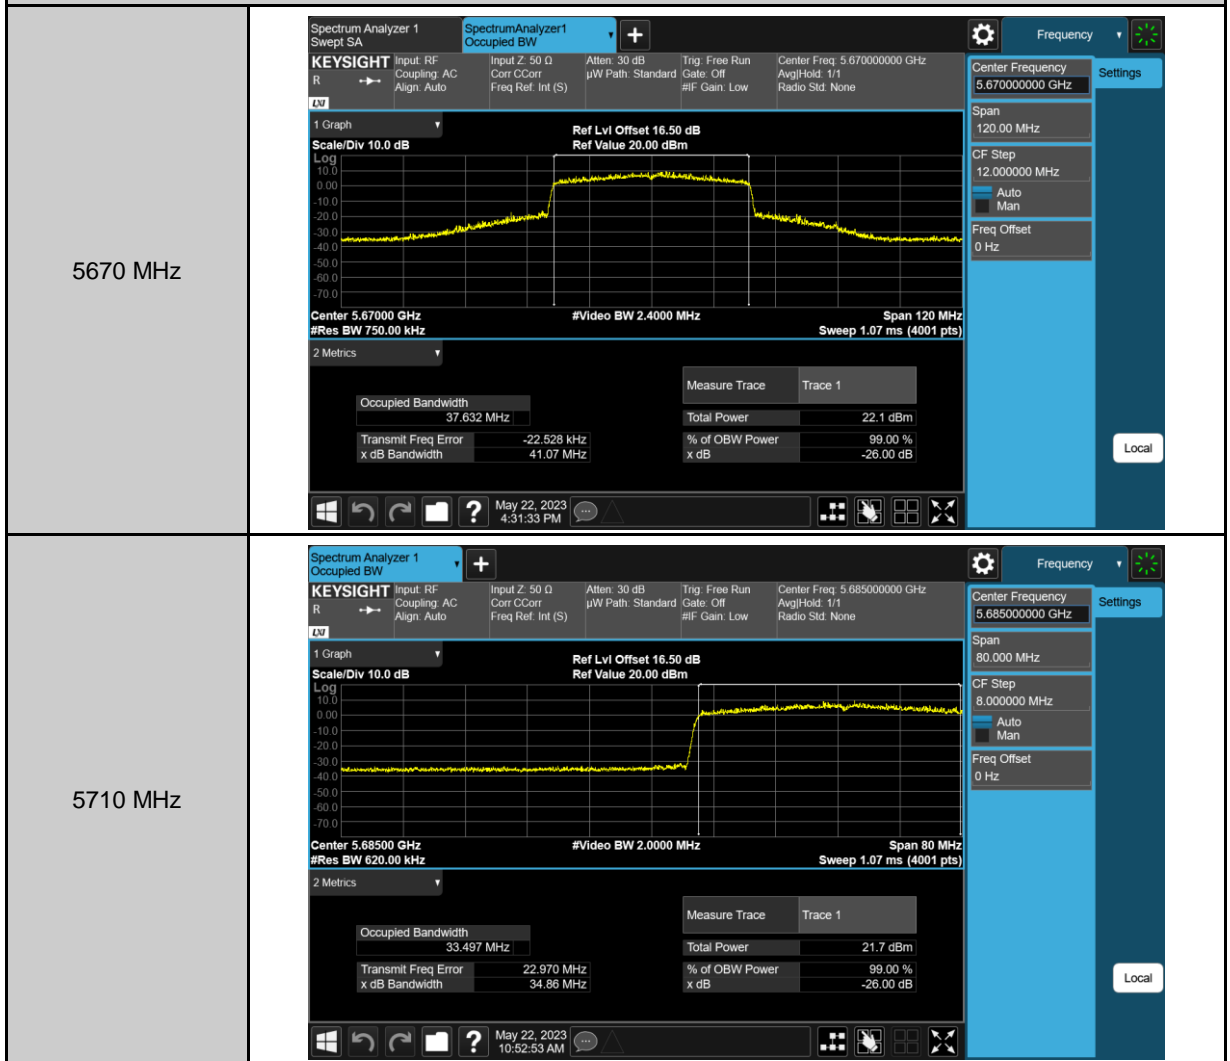 5670 MHz
Spectrum Analyzer 1
Swept SA
SpectrumAnalyzer1
Occupied BW
Frequency
KEYSIGHT
R
LXI
Input: RF
Coupling: AC
Align: Auto
Input Z: 50 Ω
Corr CCorr
Freq Ref: Int (S)
Atten: 30 dB
µW Path: Standard
Trig: Free Run
Gate: Off
#IF Gain: Low
Center Freq: 5.670000000 GHz
Avg|Hold: 1/1
Radio Std: None
Center Frequency
5.670000000 GHz
Settings
Span
120.00 MHz
CF Step
12.000000 MHz
Auto
Man
Freq Offset
0 Hz
Local
1 Graph
Scale/Div 10.0 dB
Ref Lvl Offset 16.50 dB
Ref Value 20.00 dBm
Log
10.0
0.00
-10.0
-20.0
-30.0
-40.0
-50.0
-60.0
-70.0
Center 5.67000 GHz
#Res BW 750.00 kHz
#Video BW 2.4000 MHz
Span 120 MHz
Sweep 1.07 ms (4001 pts)
2 Metrics
Measure Trace Trace 1
Occupied Bandwidth
37.632 MHz
Total Power 22.1 dBm
Transmit Freq Error -22.528 kHz
% of OBW Power 99.00 %
x dB Bandwidth 41.07 MHz
x dB -26.00 dB
May 22, 2023
4:31:33 PM
5710 MHz
Spectrum Analyzer 1
Occupied BW
Frequency
KEYSIGHT
R
LXI
Input: RF
Coupling: AC
Align: Auto
Input Z: 50 Ω
Corr CCorr
Freq Ref: Int (S)
Atten: 30 dB
µW Path: Standard
Trig: Free Run
Gate: Off
#IF Gain: Low
Center Freq: 5.685000000 GHz
Avg|Hold: 1/1
Radio Std: None
Center Frequency
5.685000000 GHz
Settings
Span
80.000 MHz
CF Step
8.000000 MHz
Auto
Man
Freq Offset
0 Hz
Local
1 Graph
Scale/Div 10.0 dB
Ref Lvl Offset 16.50 dB
Ref Value 20.00 dBm
Log
10.0
0.00
-10.0
-20.0
-30.0
-40.0
-50.0
-60.0
-70.0
Center 5.68500 GHz
#Res BW 620.00 kHz
#Video BW 2.0000 MHz
Span 80 MHz
Sweep 1.07 ms (4001 pts)
2 Metrics
Measure Trace Trace 1
Occupied Bandwidth
33.497 MHz
Total Power 21.7 dBm
Transmit Freq Error 22.970 MHz
% of OBW Power 99.00 %
x dB Bandwidth 34.86 MHz
x dB -26.00 dB
May 22, 2023
10:52:53 AM